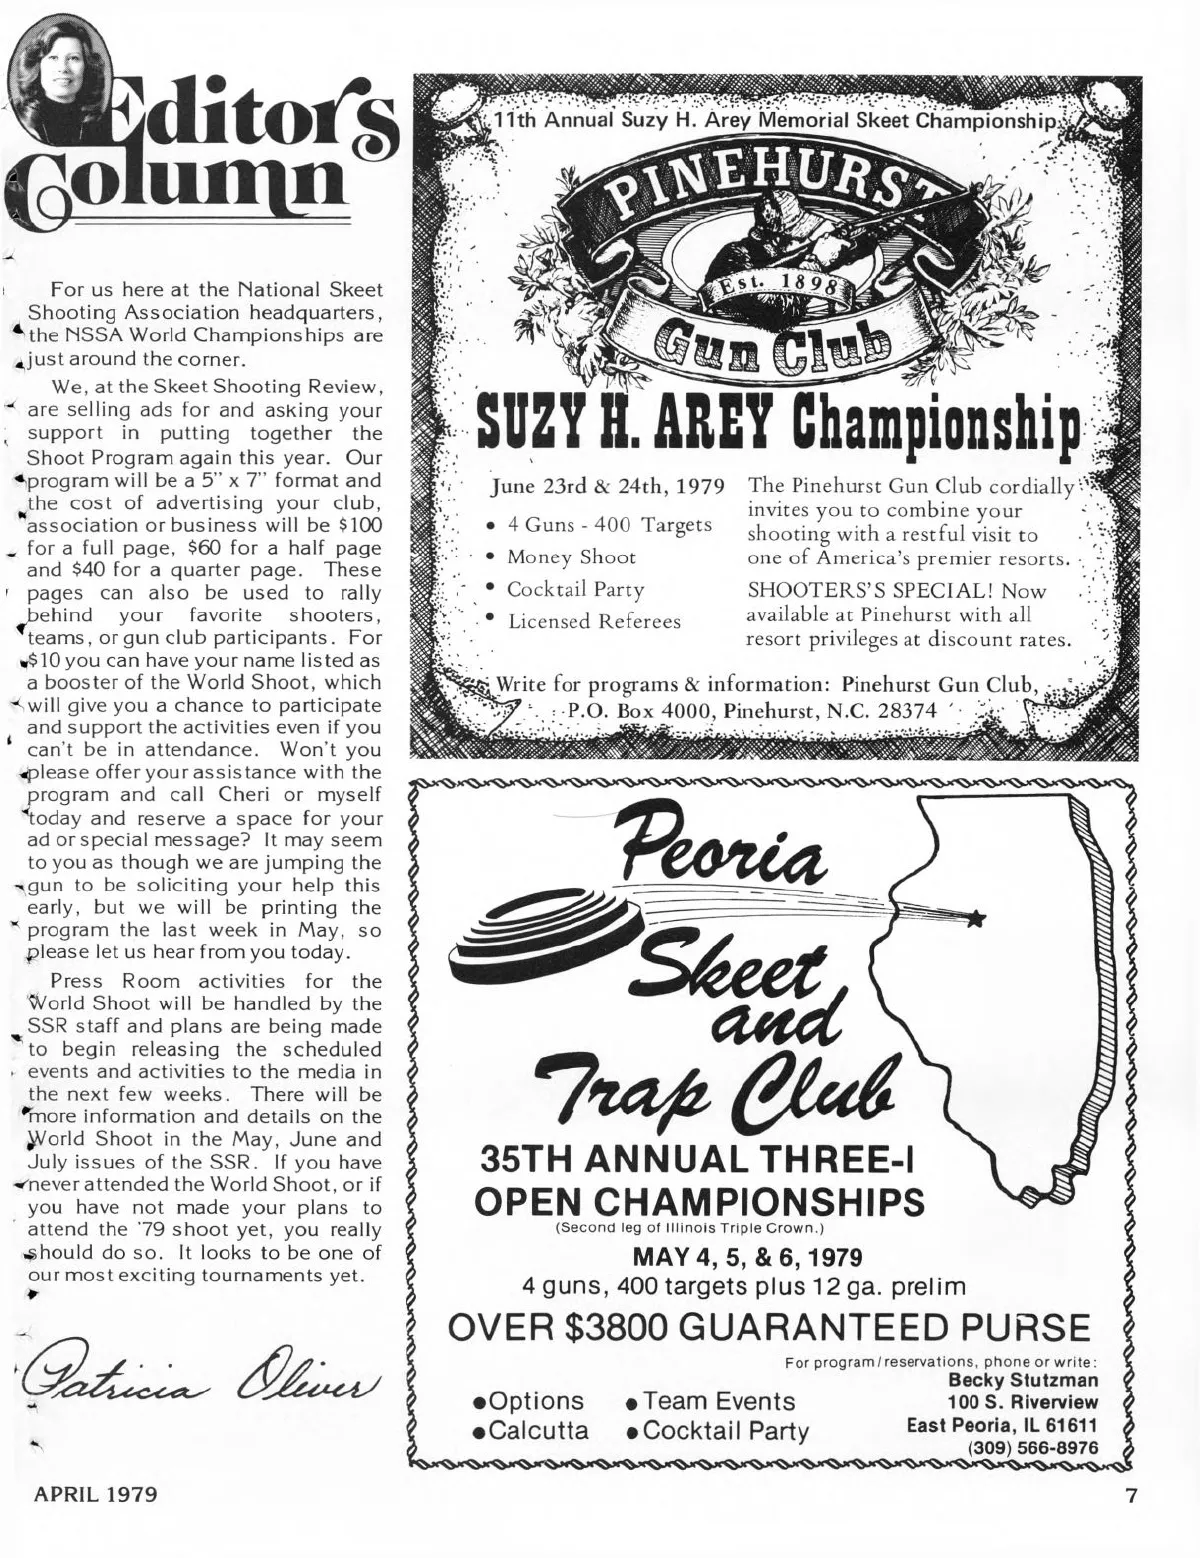 Editor's
Column
For us here at the National Skeet
Shooting Association headquarters,
the NSSA World Championships are
just around the corner.
We, at the Skeet Shooting Review,
are selling ads for and asking your
support in putting together the
Shoot Program again this year. Our
program will be a 5" x 7" format and
the cost of advertising your club,
association or business will be $100
for a full page, $60 for a half page
and $40 for a quarter page. These
pages can also be used to rally
behind your favorite shooters,
teams, or gun club participants. For
$10 you can have your name listed as
a booster of the World Shoot, which
will give you a chance to participate
and support the activities even if you
can't be in attendance. Won't you
please offer your assistance with the
program and call Cheri or myself
today and reserve a space for your
ad or special message? It may seem
to you as though we are jumping the
gun to be soliciting your help this
early, but we will be printing the
program the last week in May, so
please let us hear from you today.
Press Room activities for the
World Shoot will be handled by the
SSR staff and plans are being made
to begin releasing the scheduled
events and activities to the media in
the next few weeks. There will be
more information and details on the
World Shoot in the May, June and
July issues of the SSR. If you have
never attended the World Shoot, or if
you have not made your plans to
attend the '79 shoot yet, you really
should do so. It looks to be one of
our most exciting tournaments yet.
Patricia Oliver
11th Annual Suzy H. Arey Memorial Skeet Championship
PINEHURST
Est. 1898
Gun Club
SUZY H. AREY Championship
June 23rd & 24th, 1979
• 4 Guns - 400 Targets
• Money Shoot
• Cocktail Party
• Licensed Referees
The Pinehurst Gun Club cordially
invites you to combine your
shooting with a restful visit to
one of America's premier resorts.
SHOOTERS'S SPECIAL! Now
available at Pinehurst with all
resort privileges at discount rates.
Write for programs & information: Pinehurst Gun Club,
P.O. Box 4000, Pinehurst, N.C. 28374
Peoria
Skeet
and
Trap Club
35TH ANNUAL THREE-I
OPEN CHAMPIONSHIPS
(Second leg of Illinois Triple Crown.)
MAY 4, 5, & 6, 1979
4 guns, 400 targets plus 12 ga. prelim
OVER $3800 GUARANTEED PURSE
For program/reservations, phone or write:
Becky Stutzman
100 S. Riverview
East Peoria, IL 61611
(309) 566-8976
•Options •Team Events
•Calcutta •Cocktail Party
APRIL 1979 7